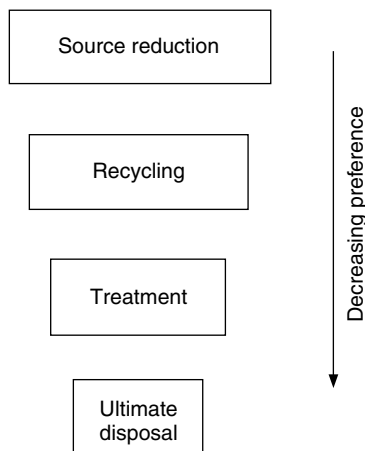 Source reduction
Recycling
Treatment
Ultimate
disposal
Decreasing preference